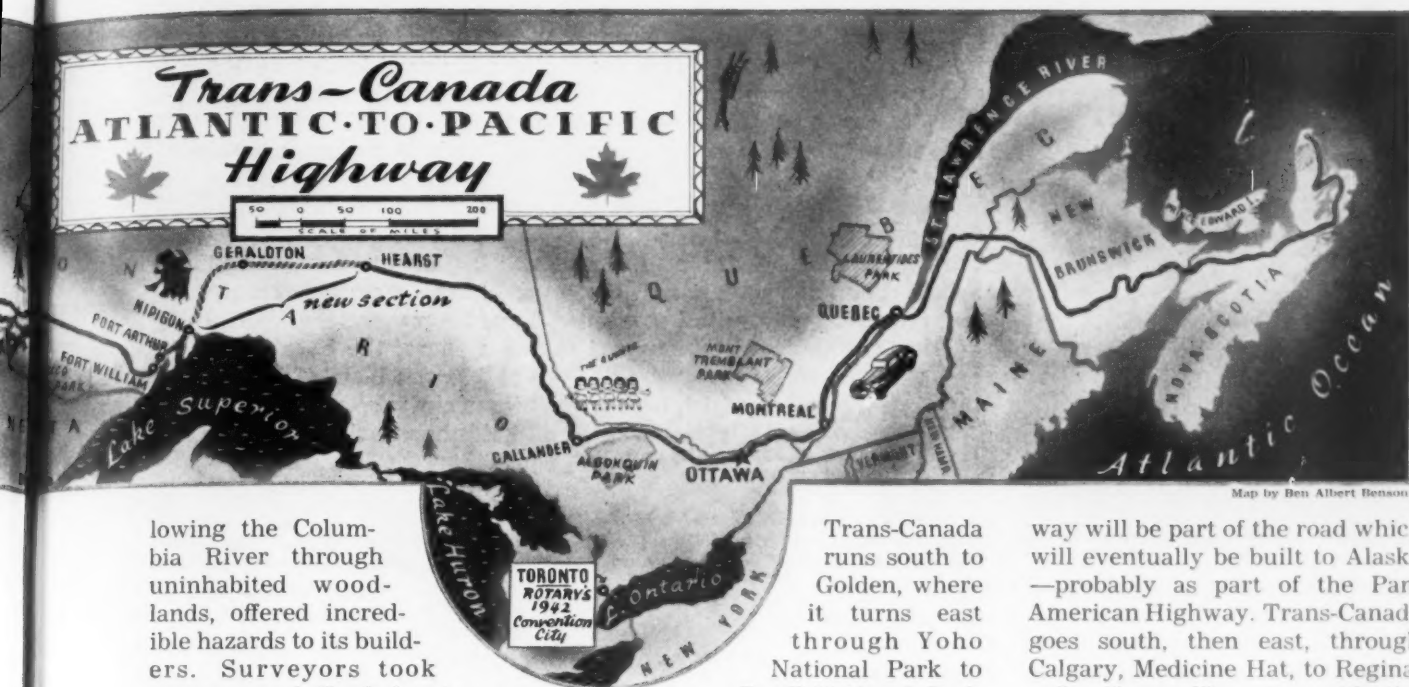 Trans-Canada
ATLANTIC·TO·PACIFIC
Highway
50 0 50 100 200
SCALE OF MILES
ONTARIO
GERALDTON
HEARST
new section
NIPIGON
PORT ARTHUR
FORT WILLIAM
Lake Superior
CALLANDER
ALGONQUIN
PARK
OTTAWA
MONT
TREMBLANT
PARK
MONTREAL
QUEBEC
LAURENTIDES
PARK
QUEBEC
ST. LAWRENCE RIVER
NEW
BRUNSWICK
NOVA SCOTIA
MAINE
VERMONT
Atlantic Ocean
Lake Huron
TORONTO
ROTARY'S
1942
Convention
City
L. Ontario
NEW YORK
Map by Ben Albert Benson
lowing the Colum-
bia River through
uninhabited wood-
lands, offered incred-
ible hazards to its build-
ers. Surveyors took
Trans-Canada
runs south to
Golden, where
it turns east
through Yoho
National Park to
way will be part of the road whic
will eventually be built to Alask
—probably as part of the Pan
American Highway. Trans-Canad
goes south, then east, throug
Calgary, Medicine Hat, to Regina